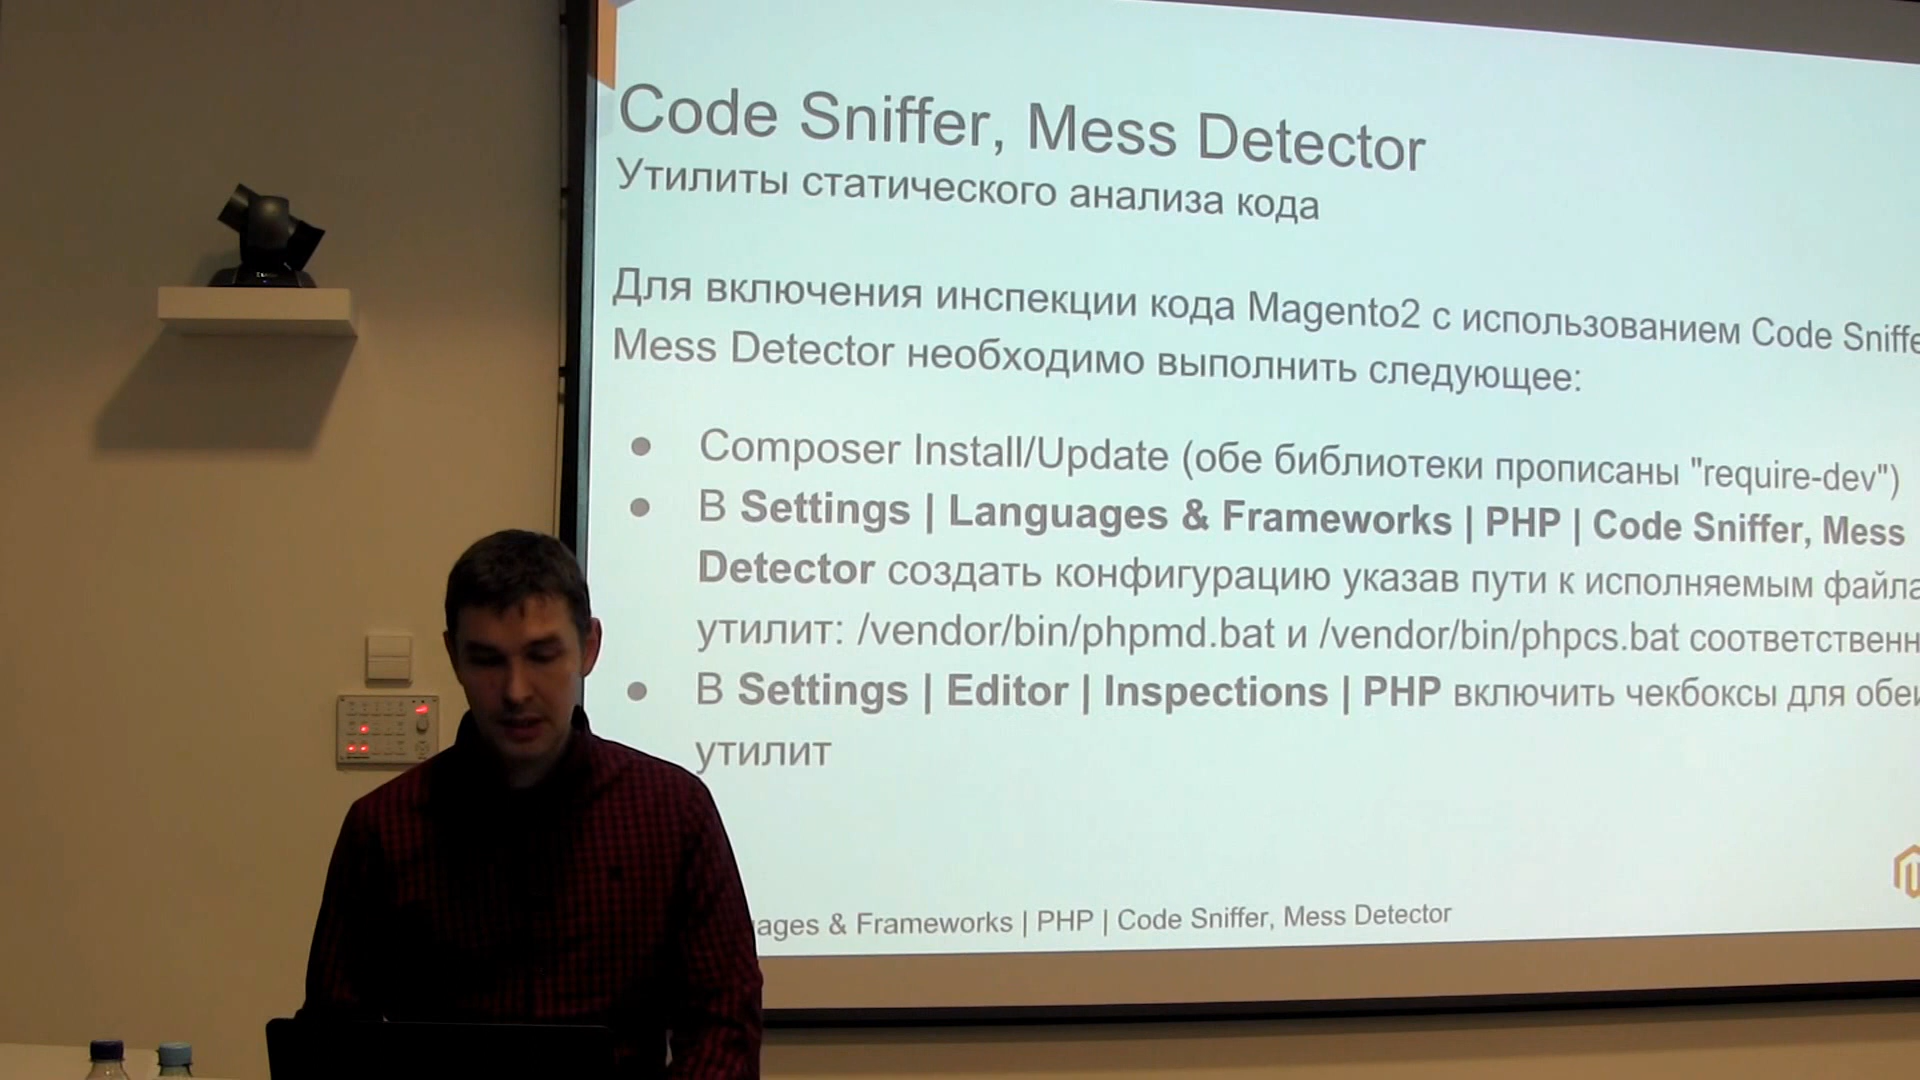 Code Sniffer, Mess Detector
Утилиты статического анализа кода
Для включения инспекции кода Magento2 с использованием Code Sniffe
Mess Detector необходимо выполнить следующее:
● Composer Install/Update (обе библиотеки прописаны "require-dev")
● В Settings | Languages & Frameworks | PHP | Code Sniffer, Mess
Detector создать конфигурацию указав пути к исполняемым файла
утилит: /vendor/bin/phpmd.bat и /vendor/bin/phpcs.bat соответственн
● В Settings | Editor | Inspections | PHP включить чекбоксы для обеи
утилит
ages & Frameworks | PHP | Code Sniffer, Mess Detector